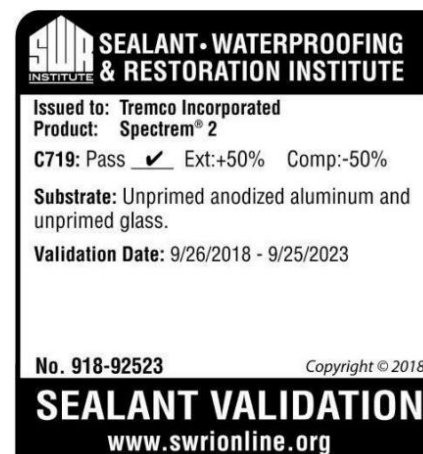 SWR
INSTITUTE
SEALANT • WATERPROOFING
& RESTORATION INSTITUTE
Issued to: Tremco Incorporated
Product: Spectrem® 2
C719: Pass ✔ Ext:+50% Comp:-50%
Substrate: Unprimed anodized aluminum and
unprimed glass.
Validation Date: 9/26/2018 - 9/25/2023
No. 918-92523
Copyright © 2018
SEALANT VALIDATION
www.swrionline.org